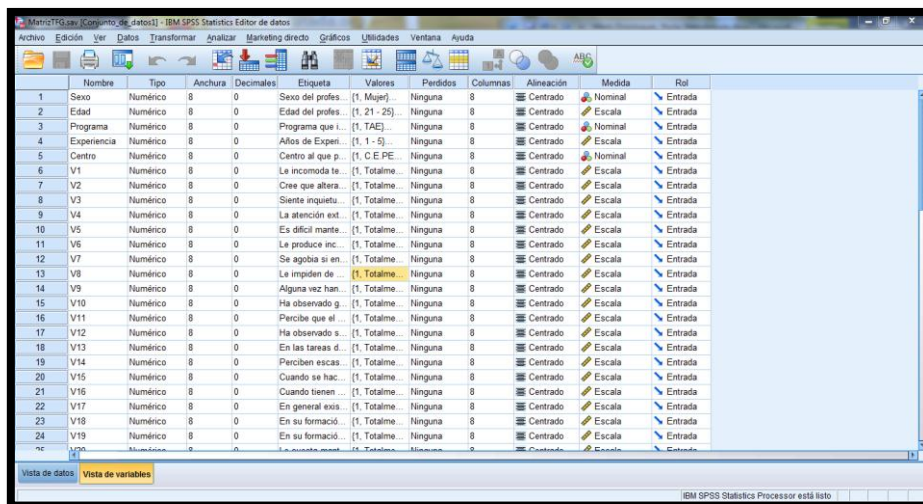 MatrizTFG.sav [Conjunto_de_datos1] - IBM SPSS Statistics Editor de datos
Archivo Edición Ver Datos Transformar Analizar Marketing directo Gráficos Utilidades Ventana Ayuda
ABC
Nombre Tipo Anchura Decimales Etiqueta Valores Perdidos Columnas Alineación Medida Rol
1 Sexo Numérico 8 0 Sexo del profes... {1, Mujer}... Ninguna 8 Centrado Nominal Entrada
2 Edad Numérico 8 0 Edad del profes... {1, 21 - 25}... Ninguna 8 Centrado Escala Entrada
3 Programa Numérico 8 0 Programa que i... {1, TAE}... Ninguna 8 Centrado Nominal Entrada
4 Experiencia Numérico 8 0 Años de Experi... {1, 1 - 5}... Ninguna 8 Centrado Escala Entrada
5 Centro Numérico 8 0 Centro al que p... {1, C.E.PE... Ninguna 8 Centrado Nominal Entrada
6 V1 Numérico 8 0 Le incomoda te... {1, Totalme... Ninguna 8 Centrado Escala Entrada
7 V2 Numérico 8 0 Cree que altera... {1, Totalme... Ninguna 8 Centrado Escala Entrada
8 V3 Numérico 8 0 Siente inquietu... {1, Totalme... Ninguna 8 Centrado Escala Entrada
9 V4 Numérico 8 0 La atención ext... {1, Totalme... Ninguna 8 Centrado Escala Entrada
10 V5 Numérico 8 0 Es difícil mante... {1, Totalme... Ninguna 8 Centrado Escala Entrada
11 V6 Numérico 8 0 Le produce inc... {1, Totalme... Ninguna 8 Centrado Escala Entrada
12 V7 Numérico 8 0 Se agobia si en... {1, Totalme... Ninguna 8 Centrado Escala Entrada
13 V8 Numérico 8 0 Le impiden de ... {1, Totalme... Ninguna 8 Centrado Escala Entrada
14 V9 Numérico 8 0 Alguna vez han... {1, Totalme... Ninguna 8 Centrado Escala Entrada
15 V10 Numérico 8 0 Ha observado g... {1, Totalme... Ninguna 8 Centrado Escala Entrada
16 V11 Numérico 8 0 Percibe que el ... {1, Totalme... Ninguna 8 Centrado Escala Entrada
17 V12 Numérico 8 0 Ha observado s... {1, Totalme... Ninguna 8 Centrado Escala Entrada
18 V13 Numérico 8 0 En las tareas d... {1, Totalme... Ninguna 8 Centrado Escala Entrada
19 V14 Numérico 8 0 Perciben escas... {1, Totalme... Ninguna 8 Centrado Escala Entrada
20 V15 Numérico 8 0 Cuando se hac... {1, Totalme... Ninguna 8 Centrado Escala Entrada
21 V16 Numérico 8 0 Cuando tienen ... {1, Totalme... Ninguna 8 Centrado Escala Entrada
22 V17 Numérico 8 0 En general exis... {1, Totalme... Ninguna 8 Centrado Escala Entrada
23 V18 Numérico 8 0 En su formació... {1, Totalme... Ninguna 8 Centrado Escala Entrada
24 V19 Numérico 8 0 En su formació... {1, Totalme... Ninguna 8 Centrado Escala Entrada
Vista de datos Vista de variables
IBM SPSS Statistics Processor está listo